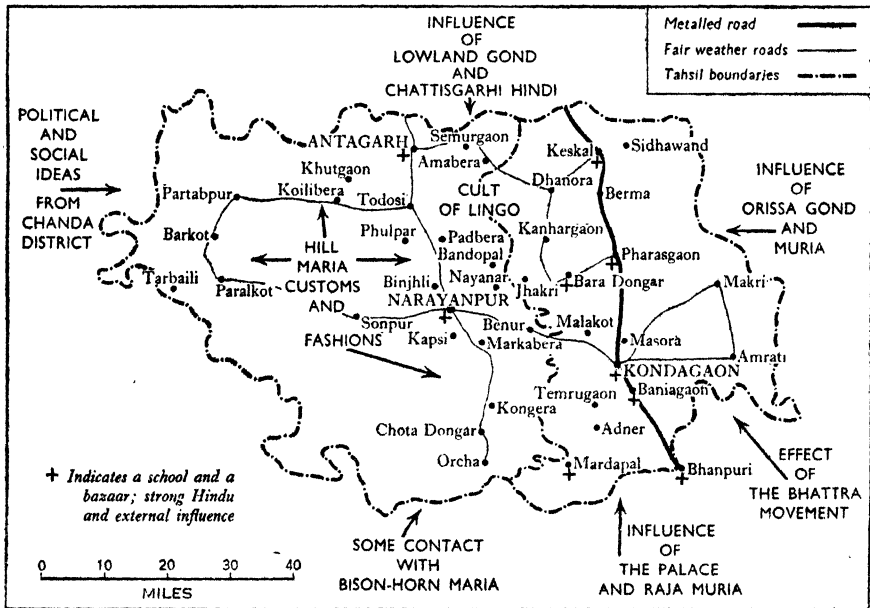 INFLUENCE
OF
LOWLAND GOND
AND
CHATTISGARHI HINDI
Metalled road
Fair weather roads
Tahsil boundaries
POLITICAL
AND
SOCIAL
IDEAS
FROM
CHANDA
DISTRICT
INFLUENCE
OF
ORISSA GOND
AND
MURIA
ANTAGARH
Semurgaon
Amabera
Keskal
Sidhawand
Khutgaon
Koilibera
Partabpur
Todosi
CULT
OF LINGO
Dhanora
Berma
Barkot
Phulpar
Padbera
Bandopal
Kanhargaon
Pharasgaon
HILL
MARIA
CUSTOMS
AND
FASHIONS
Tarbaili
Paralkot
Binjhli
Nayanar
Jhakri
Bara Dongar
Makri
NARAYANPUR
Sonpur
Kapsi
Markabera
Benur
Malakot
Masora
Amrati
KONDAGAON
Baniagaon
Temrugaon
Kongera
Adner
Chota Dongar
Orcha
Mardapal
Bhanpuri
+ Indicates a school and a
bazaar; strong Hindu
and external influence
EFFECT
OF
THE BHATTRA
MOVEMENT
SOME CONTACT
WITH
BISON-HORN MARIA
INFLUENCE
OF
THE PALACE
AND RAJA MURIA
0 10 20 30 40
MILES